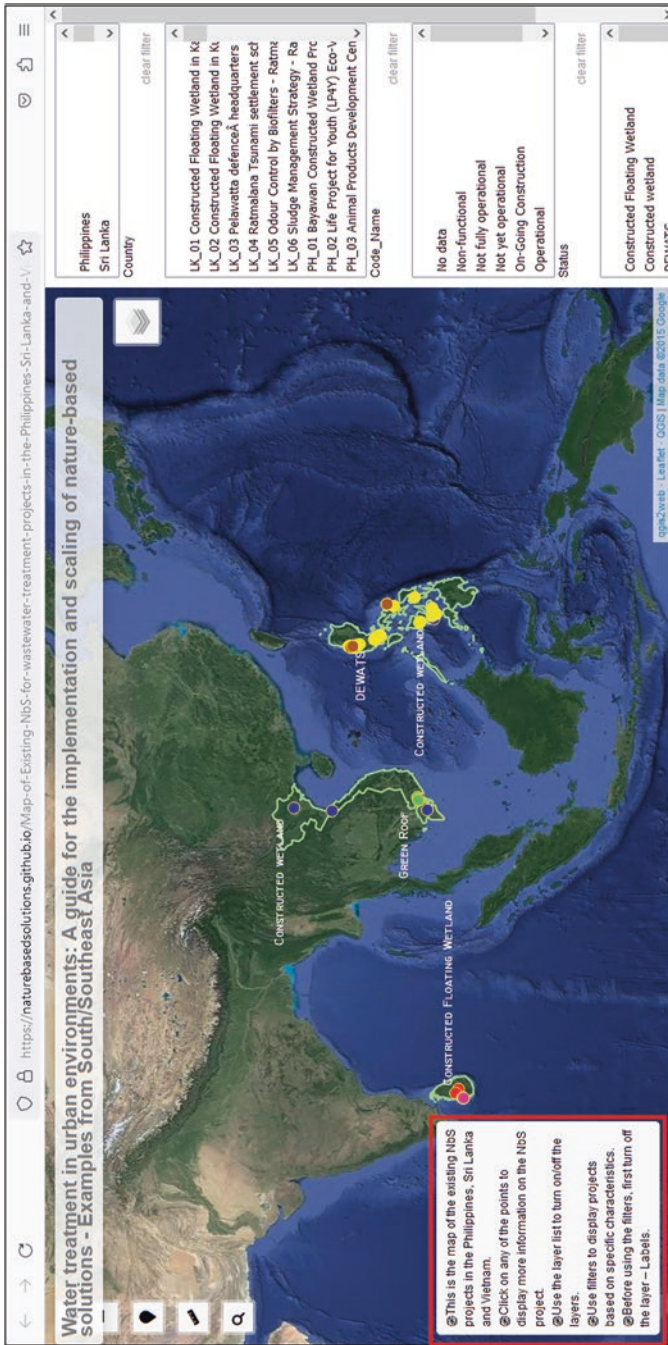 https://naturebasedsolutions.github.io/Map-of-Existing-NbS-for-wastewater-treatment-projects-in-the-Philippines-Sri-Lanka-and-V
Water treatment in urban environments: A guide for the implementation and scaling of nature-based
solutions - Examples from South/Southeast Asia
CONSTRUCTED WETLAND
DEWATS
GREEN ROOF
CONSTRUCTED WETLAND
CONSTRUCTED FLOATING WETLAND
This is the map of the existing NbS
projects in the Philippines, Sri Lanka
and Vietnam.
Click on any of the points to
display more information on the NbS
project.
Use the layer list to turn on/off the
layers.
Use filters to display projects
based on specific characteristics.
Before using the filters, first turn off
the layer – Labels.
qgis2web - Leaflet - QGIS | Map data ©2015 Google
Philippines
Sri Lanka
Country
clear filter
LK_01 Constructed Floating Wetland in Ka
LK_02 Constructed Floating Wetland in Ku
LK_03 Pelawatta defenceÂ headquarters
LK_04 Ratmalana Tsunami settlement sch
LK_05 Odour Control by Biofilters - Ratma
LK_06 Sludge Management Strategy - Ra
PH_01 Bayawan Constructed Wetland Pro
PH_02 Life Project for Youth (LP4Y) Eco-V
PH_03 Animal Products Development Cen
Code_Name
clear filter
No data
Non-functional
Not fully operational
Not yet operational
On-Going Construction
Operational
Status
clear filter
Constructed Floating Wetland
Constructed wetland
DEWATS